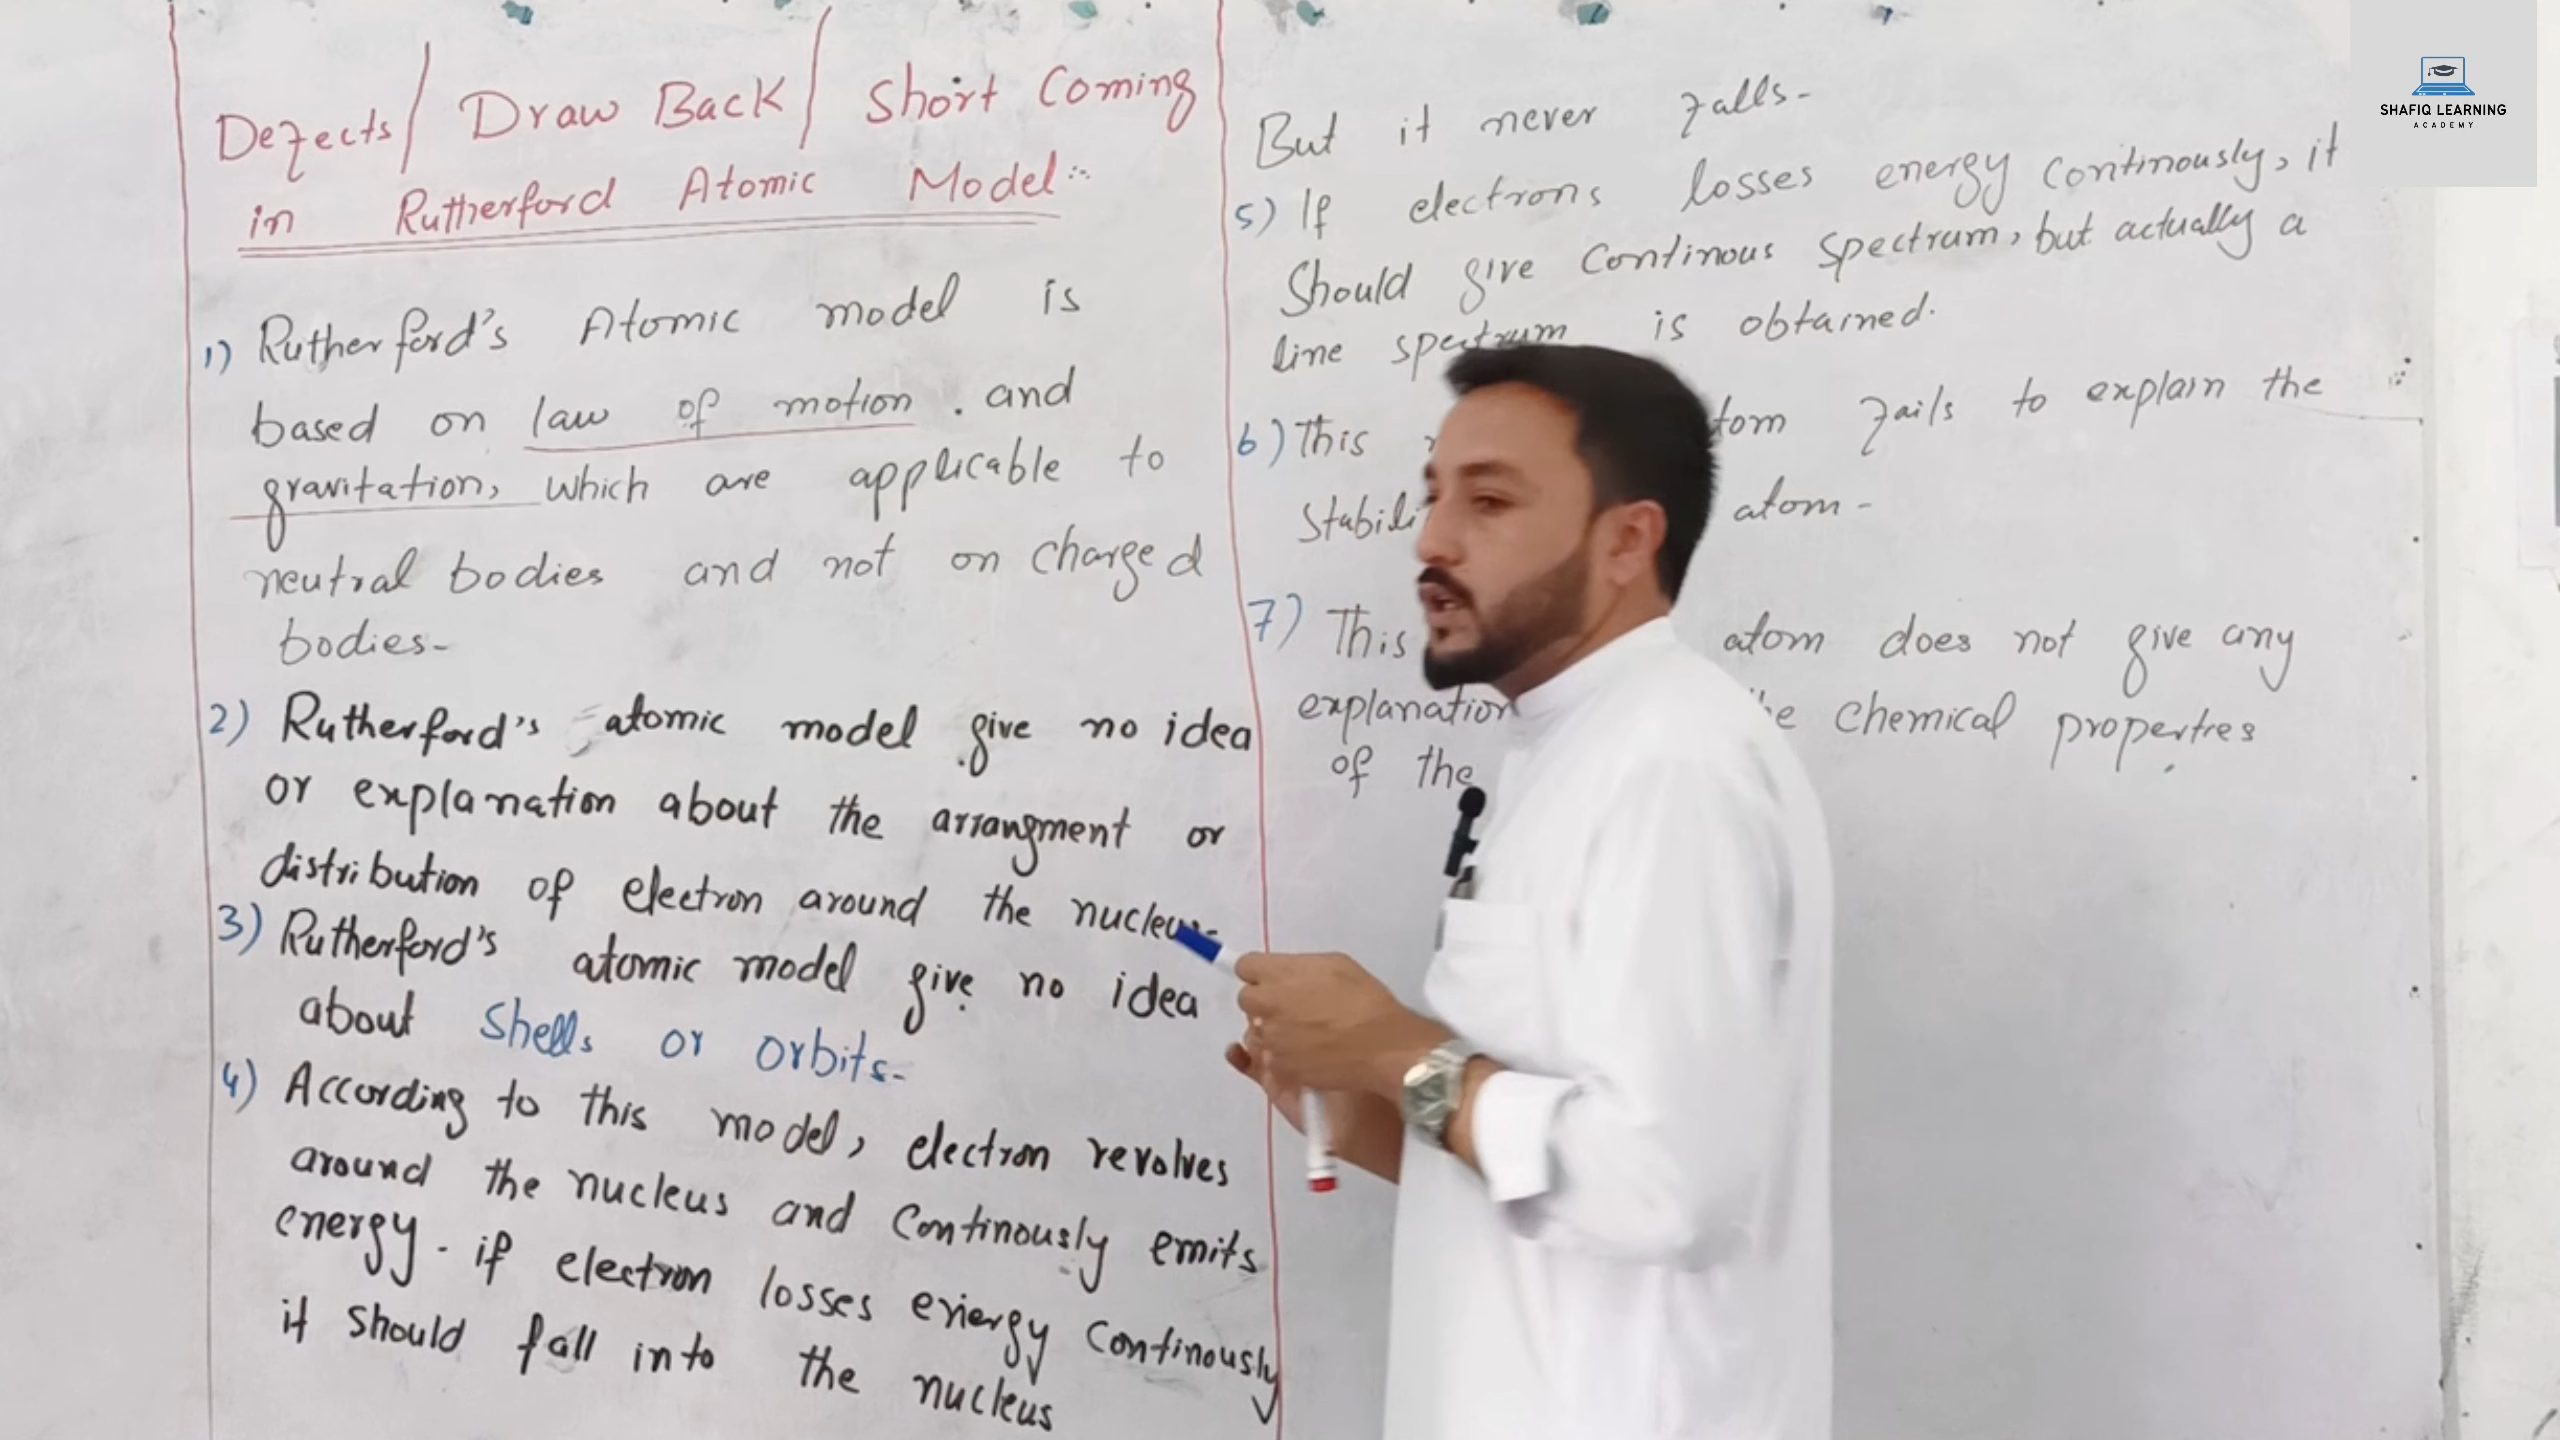 Defects/ Draw Back/ Short Coming
in Rutherford Atomic Model:-
1) Rutherford's Atomic model is
based on law of motion. and
gravitation, which are applicable to
neutral bodies and not on charged
bodies-
2) Rutherford's atomic model give no idea
or explanation about the arrangment or
distribution of electron around the nucleus-
3) Rutherford's atomic model give no idea
about Shells or orbits-
4) According to this model, electron revolves
around the nucleus and Continously emits
energy. if electron losses energy Continously
it should fall into the nucleus
But it never falls-
5) If electrons losses energy Continously, it
Should give Continous Spectrum, but actually a
line spectrum is obtained.
6) This fails to explain the
atom-
7) This atom does not give any
explanation chemical properties
of the
SHAFIQ LEARNING
ACADEMY